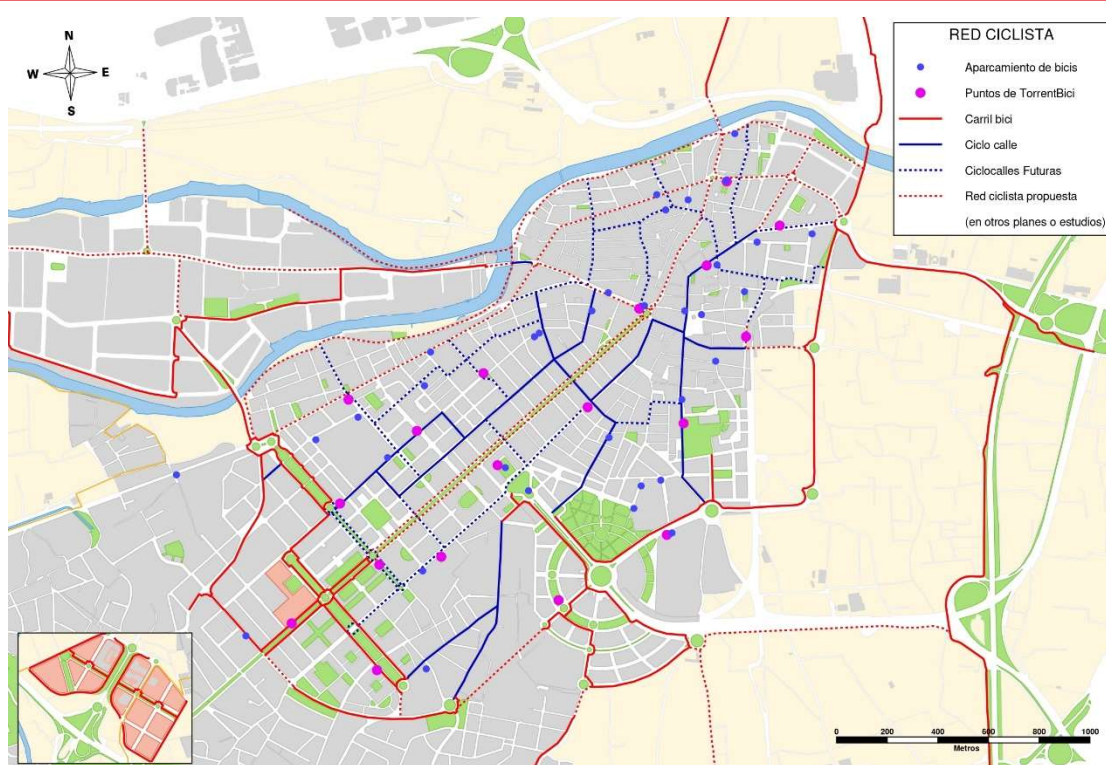 N
W E
S
RED CICLISTA
Aparcamiento de bicis
Puntos de TorrentBici
Carril bici
Ciclo calle
Ciclocalles Futuras
Red ciclista propuesta
(en otros planes o estudios)
0 200 400 600 800 1000
Metros